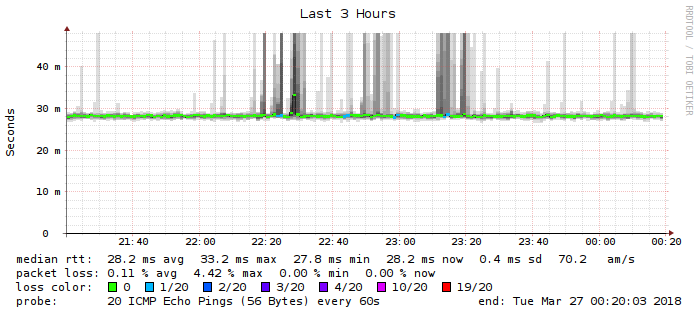 Last 3 Hours
RRDTOOL / TOBI OETIKER
Seconds
40 m
30 m
20 m
10 m
0
21:40 22:00 22:20 22:40 23:00 23:20 23:40 00:00 00:20
median rtt: 28.2 ms avg 33.2 ms max 27.8 ms min 28.2 ms now 0.4 ms sd 70.2 am/s
packet loss: 0.11 % avg 4.42 % max 0.00 % min 0.00 % now
loss color: 0 1/20 2/20 3/20 4/20 10/20 19/20
probe: 20 ICMP Echo Pings (56 Bytes) every 60s end: Tue Mar 27 00:20:03 2018